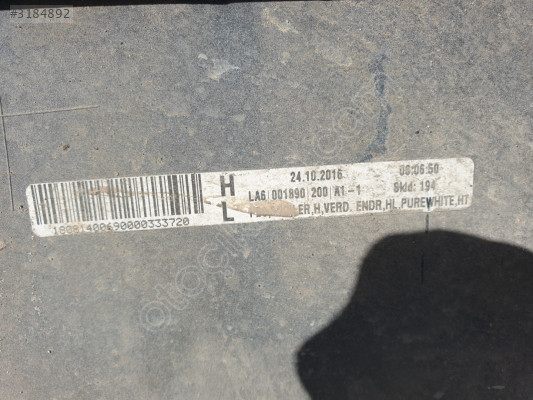 #3184892
H 24.10.2016 06:06:50
LA6 001890 200 A1-1 Skid: 194
L ER,H,VERD. ENDR,HL,PUREWHITE,HT